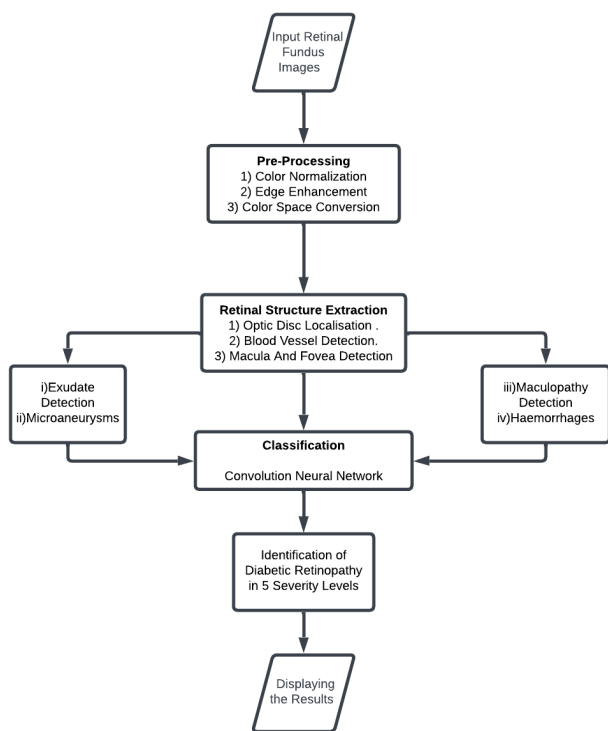 Input Retinal
Fundus
Images
Pre-Processing
1) Color Normalization
2) Edge Enhancement
3) Color Space Conversion
Retinal Structure Extraction
1) Optic Disc Localisation .
2) Blood Vessel Detection.
3) Macula And Fovea Detection
i)Exudate
Detection
ii)Microaneurysms
iii)Maculopathy
Detection
iv)Haemorrhages
Classification
Convolution Neural Network
Identification of
Diabetic Retinopathy
in 5 Severity Levels
Displaying
the Results